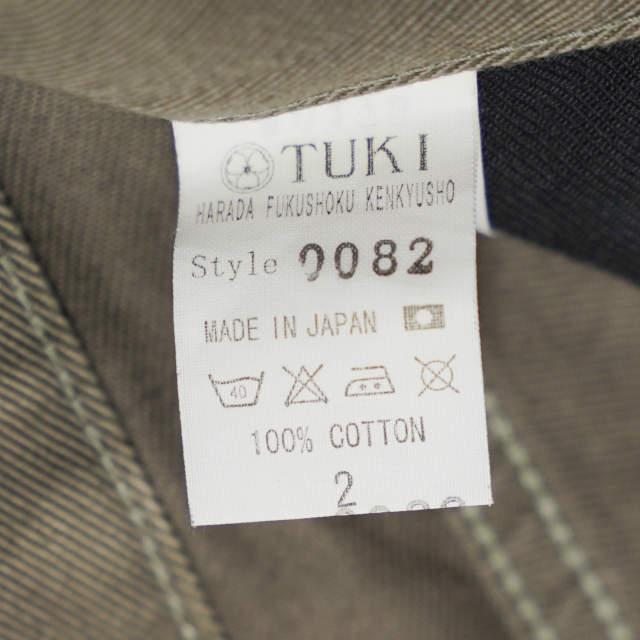 TUKI
HARADA FUKUSHOKU KENKYUSHO
Style 0082
MADE IN JAPAN
40
100% COTTON
2